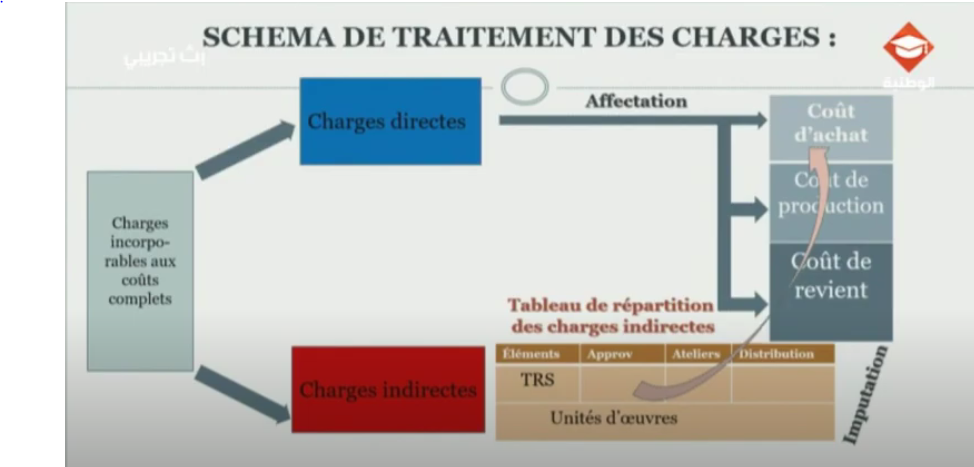 SCHEMA DE TRAITEMENT DES CHARGES :
بث تجريبي
الوطنية
Charges directes
Affectation
Coût
d'achat
Coût de
production
Coût de
revient
Charges
incorpo-
rables aux
coûts
complets
Tableau de répartition
des charges indirectes
Éléments Approv Ateliers Distribution
TRS
Unités d'œuvres
Charges indirectes
Imputation